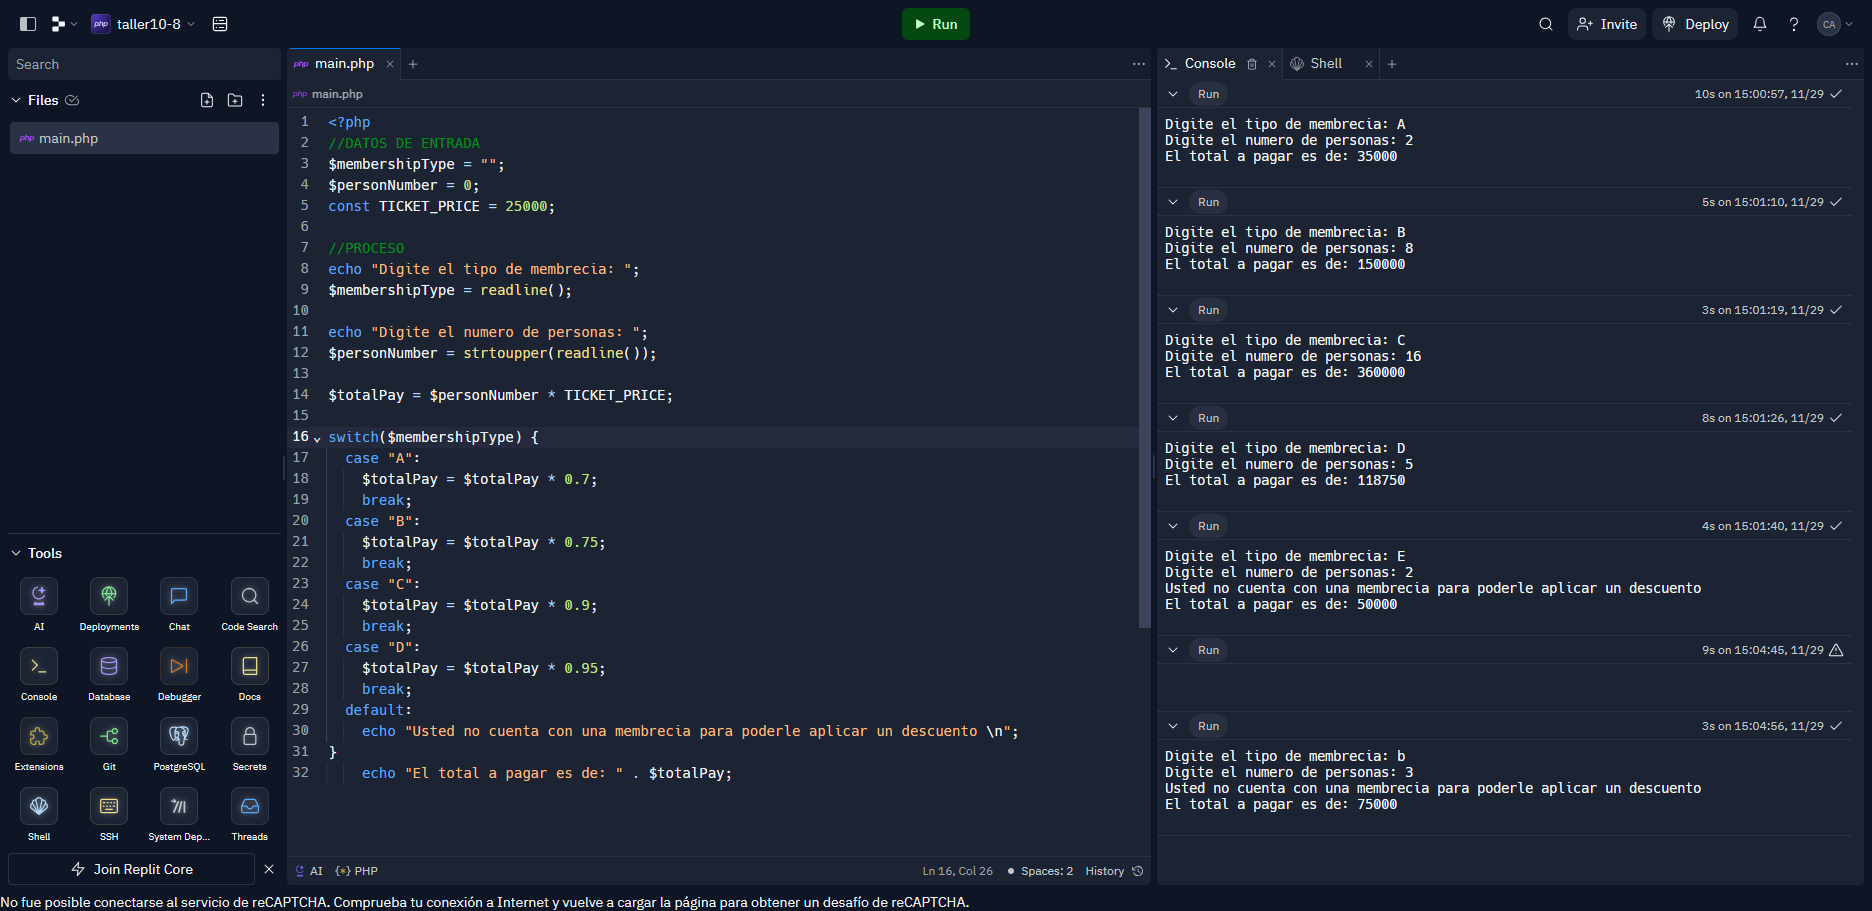 taller10-8
Run
Invite
Deploy
CA
Search
Files
php main.php
Tools
AI
Deployments
Chat
Code Search
Console
Database
Debugger
Docs
Extensions
Git
PostgreSQL
Secrets
Shell
SSH
System Dep...
Threads
Join Replit Core
php main.php
php main.php
1 <?php
2 //DATOS DE ENTRADA
3 $membershipType = "";
4 $personNumber = 0;
5 const TICKET_PRICE = 25000;
6
7 //PROCESO
8 echo "Digite el tipo de membrecia: ";
9 $membershipType = readline();
10
11 echo "Digite el numero de personas: ";
12 $personNumber = strtoupper(readline());
13
14 $totalPay = $personNumber * TICKET_PRICE;
15
16 switch($membershipType) {
17 case "A":
18 $totalPay = $totalPay * 0.7;
19 break;
20 case "B":
21 $totalPay = $totalPay * 0.75;
22 break;
23 case "C":
24 $totalPay = $totalPay * 0.9;
25 break;
26 case "D":
27 $totalPay = $totalPay * 0.95;
28 break;
29 default:
30 echo "Usted no cuenta con una membrecia para poderle aplicar un descuento \n";
31 }
32 echo "El total a pagar es de: " . $totalPay;
AI {*} PHP
Ln 16, Col 26 Spaces: 2 History
Console
Shell
Run 10s on 15:00:57, 11/29
Digite el tipo de membrecia: A
Digite el numero de personas: 2
El total a pagar es de: 35000
Run 5s on 15:01:10, 11/29
Digite el tipo de membrecia: B
Digite el numero de personas: 8
El total a pagar es de: 150000
Run 3s on 15:01:19, 11/29
Digite el tipo de membrecia: C
Digite el numero de personas: 16
El total a pagar es de: 360000
Run 8s on 15:01:26, 11/29
Digite el tipo de membrecia: D
Digite el numero de personas: 5
El total a pagar es de: 118750
Run 4s on 15:01:40, 11/29
Digite el tipo de membrecia: E
Digite el numero de personas: 2
Usted no cuenta con una membrecia para poderle aplicar un descuento
El total a pagar es de: 50000
Run 9s on 15:04:45, 11/29
Run 3s on 15:04:56, 11/29
Digite el tipo de membrecia: b
Digite el numero de personas: 3
Usted no cuenta con una membrecia para poderle aplicar un descuento
El total a pagar es de: 75000
No fue posible conectarse al servicio de reCAPTCHA. Comprueba tu conexión a Internet y vuelve a cargar la página para obtener un desafío de reCAPTCHA.